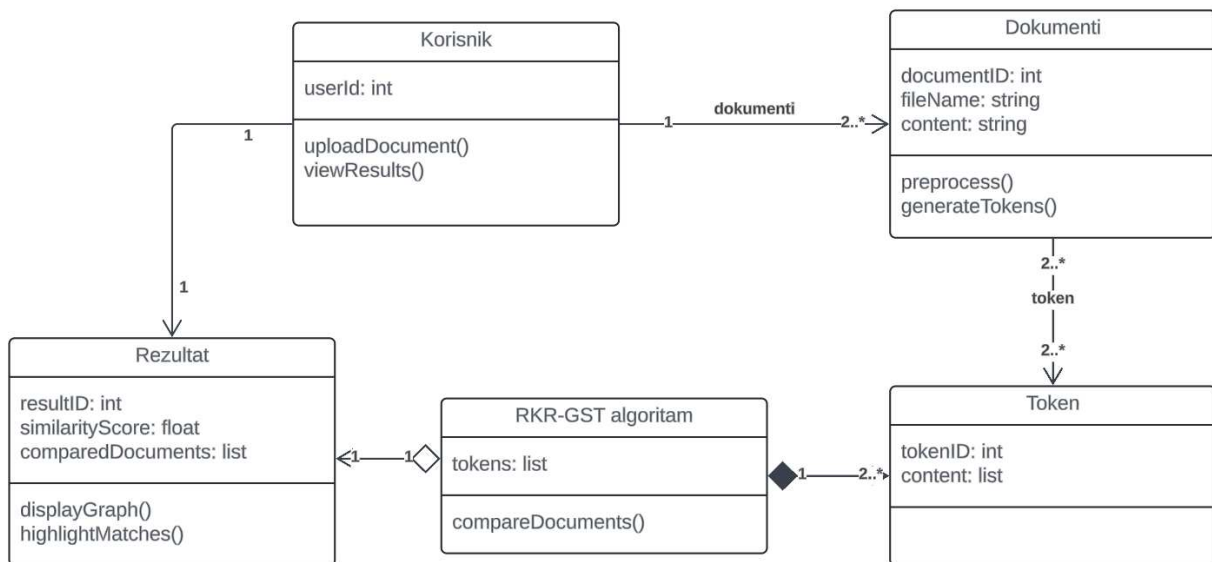 Korisnik
userId: int
uploadDocument()
viewResults()
1
dokumenti
2..*
Dokumenti
documentID: int
fileName: string
content: string
preprocess()
generateTokens()
1
1
2..*
token
2..*
Rezultat
resultID: int
similarityScore: float
comparedDocuments: list
displayGraph()
highlightMatches()
1
1
RKR-GST algoritam
tokens: list
compareDocuments()
1
2..*
Token
tokenID: int
content: list